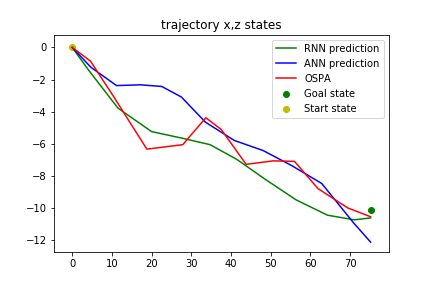 trajectory x,z states
RNN prediction
ANN prediction
OSPA
Goal state
Start state
0
−2
−4
−6
−8
−10
−12
0 10 20 30 40 50 60 70